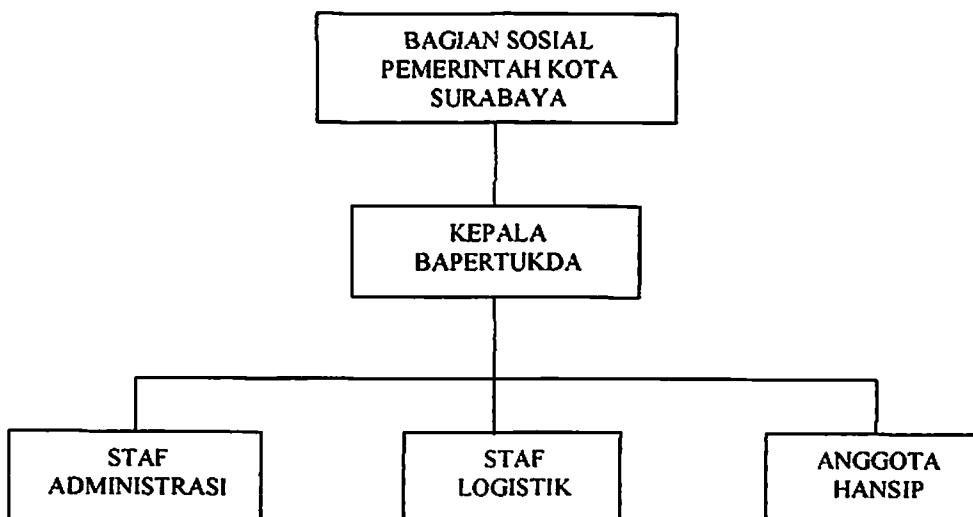 BAGIAN SOSIAL
PEMERINTAH KOTA
SURABAYA
KEPALA
BAPERTUKDA
STAF
ADMINISTRASI
STAF
LOGISTIK
ANGGOTA
HANSIP